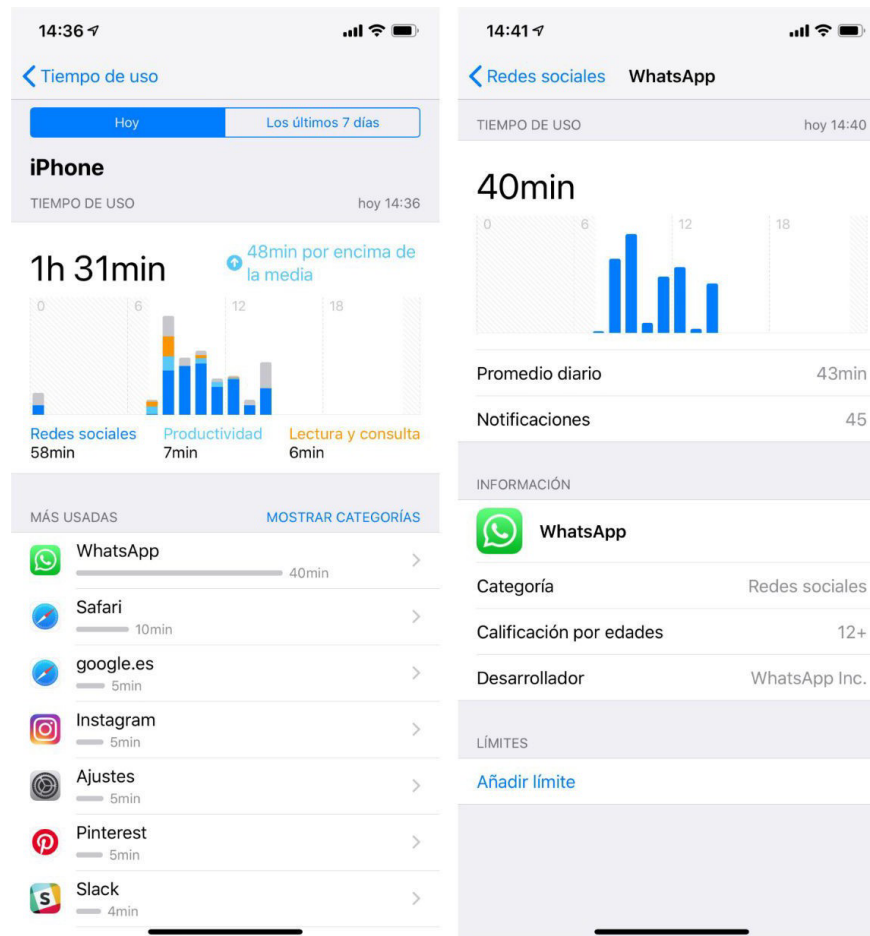 14:36
Tiempo de uso
Hoy
Los últimos 7 días
iPhone
TIEMPO DE USO
hoy 14:36
1h 31min
48min por encima de
la media
0 6 12 18
Redes sociales Productividad Lectura y consulta
58min 7min 6min
MÁS USADAS
MOSTRAR CATEGORÍAS
WhatsApp
40min
Safari
10min
google.es
5min
Instagram
5min
Ajustes
5min
Pinterest
5min
Slack
4min
14:41
Redes sociales WhatsApp
TIEMPO DE USO
hoy 14:40
40min
0 6 12 18
Promedio diario 43min
Notificaciones 45
INFORMACIÓN
WhatsApp
Categoría Redes sociales
Calificación por edades 12+
Desarrollador WhatsApp Inc.
LÍMITES
Añadir límite